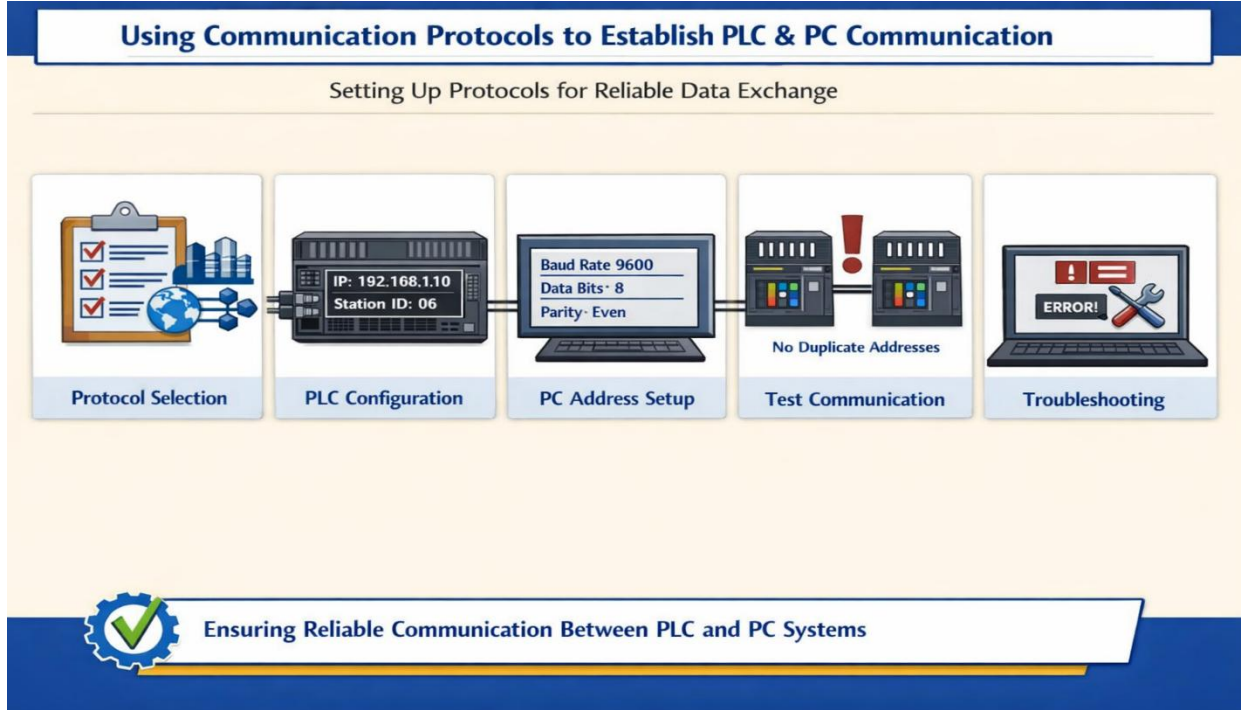 Using Communication Protocols to Establish PLC & PC Communication
Setting Up Protocols for Reliable Data Exchange
IP: 192.168.1.10
Station ID: 06
Baud Rate 9600
Data Bits· 8
Parity· Even
No Duplicate Addresses
ERROR!
Protocol Selection
PLC Configuration
PC Address Setup
Test Communication
Troubleshooting
Ensuring Reliable Communication Between PLC and PC Systems